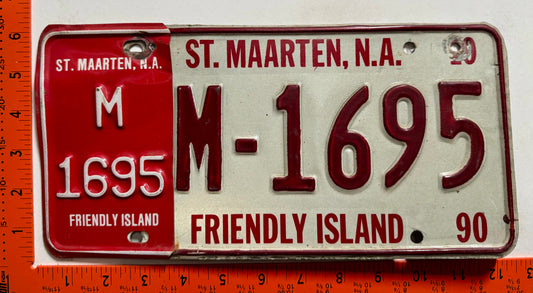 ST. MAARTEN, N.A.
M
1695
FRIENDLY ISLAND
ST. MAARTEN, N.A.
M-1695
FRIENDLY ISLAND 90